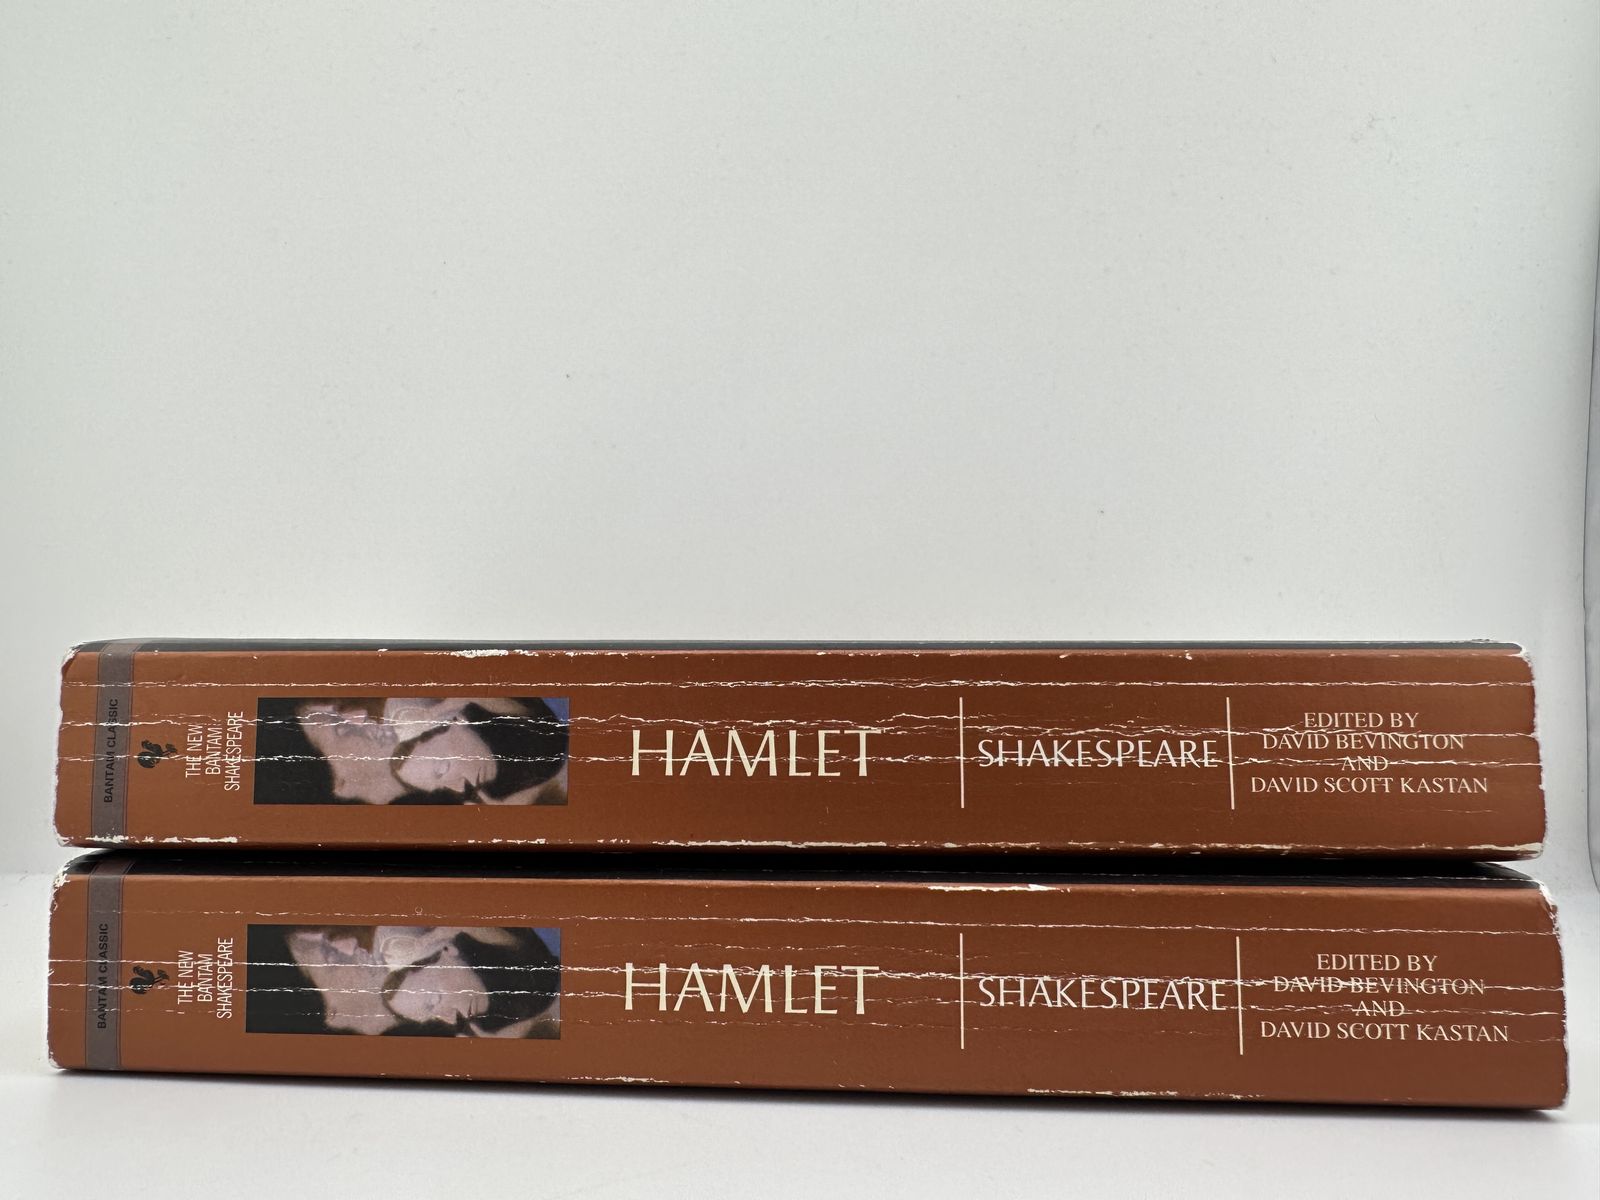 BANTAM CLASSIC
THE NEW
BANTAM
SHAKESPEARE
HAMLET
SHAKESPEARE
EDITED BY
DAVID BEVINGTON
AND
DAVID SCOTT KASTAN
BANTAM CLASSIC
THE NEW
BANTAM
SHAKESPEARE
HAMLET
SHAKESPEARE
EDITED BY
DAVID BEVINGTON
AND
DAVID SCOTT KASTAN